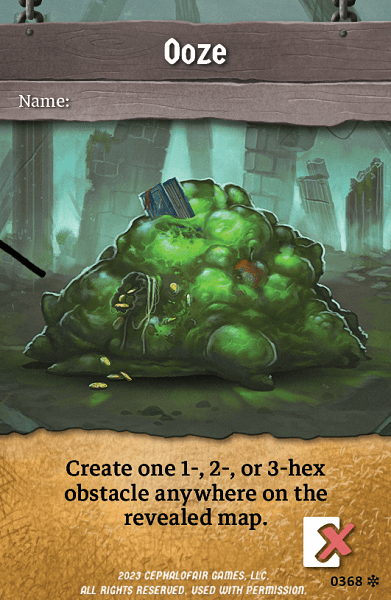 Ooze
Name:
Create one 1-, 2-, or 3-hex
obstacle anywhere on the
revealed map.
2023 CEPHALOFAIR GAMES, LLC.
ALL RIGHTS RESERVED, USED WITH PERMISSION.
0368